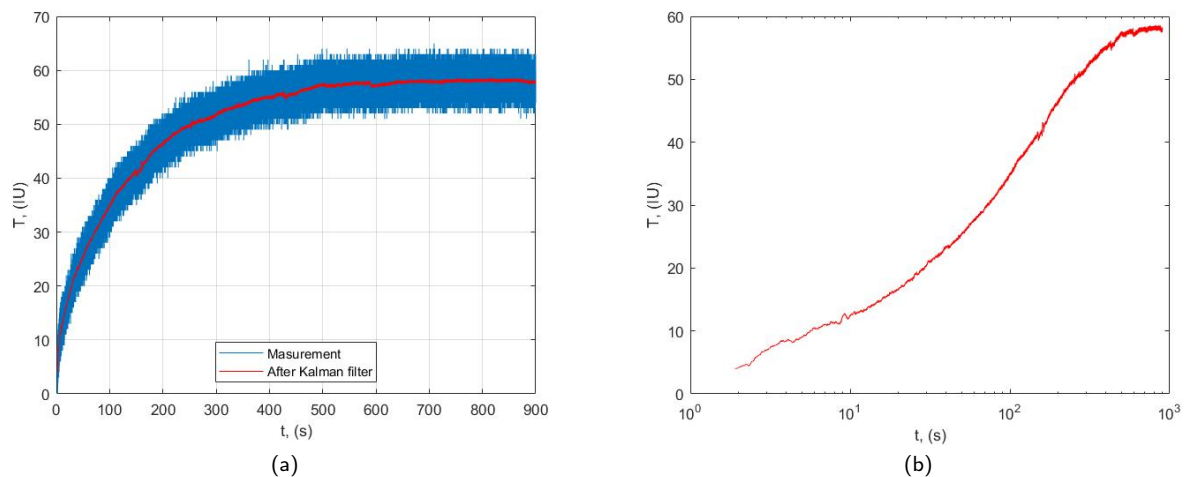 70
60
50
40
30
20
10
0
T, (IU)
Masurement
After Kalman filter
0 100 200 300 400 500 600 700 800 900
t, (s)
(a)
60
50
40
30
20
10
0
T, (IU)
10^0 10^1 10^2 10^3
t, (s)
(b)